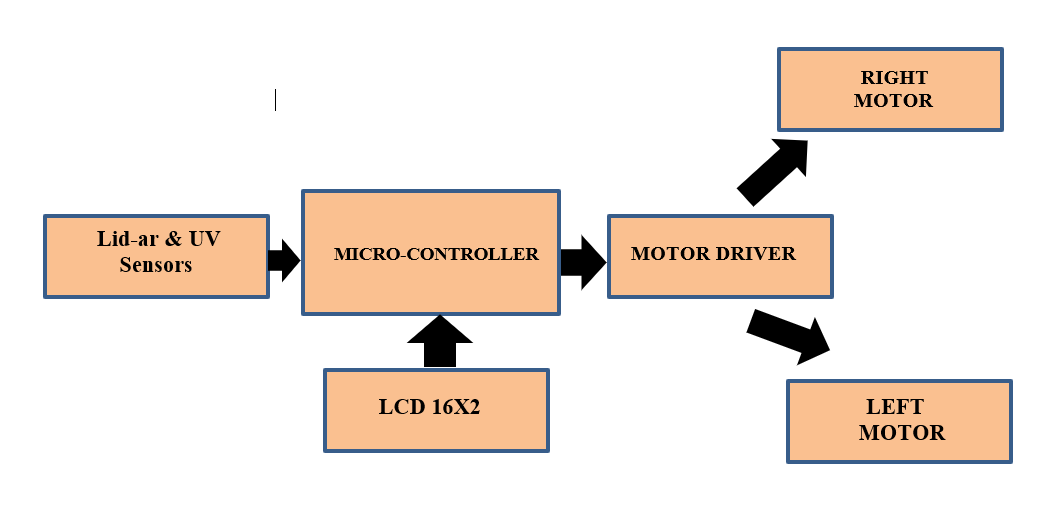 RIGHT
MOTOR
Lid-ar & UV
Sensors
MICRO-CONTROLLER
MOTOR DRIVER
LCD 16X2
LEFT
MOTOR